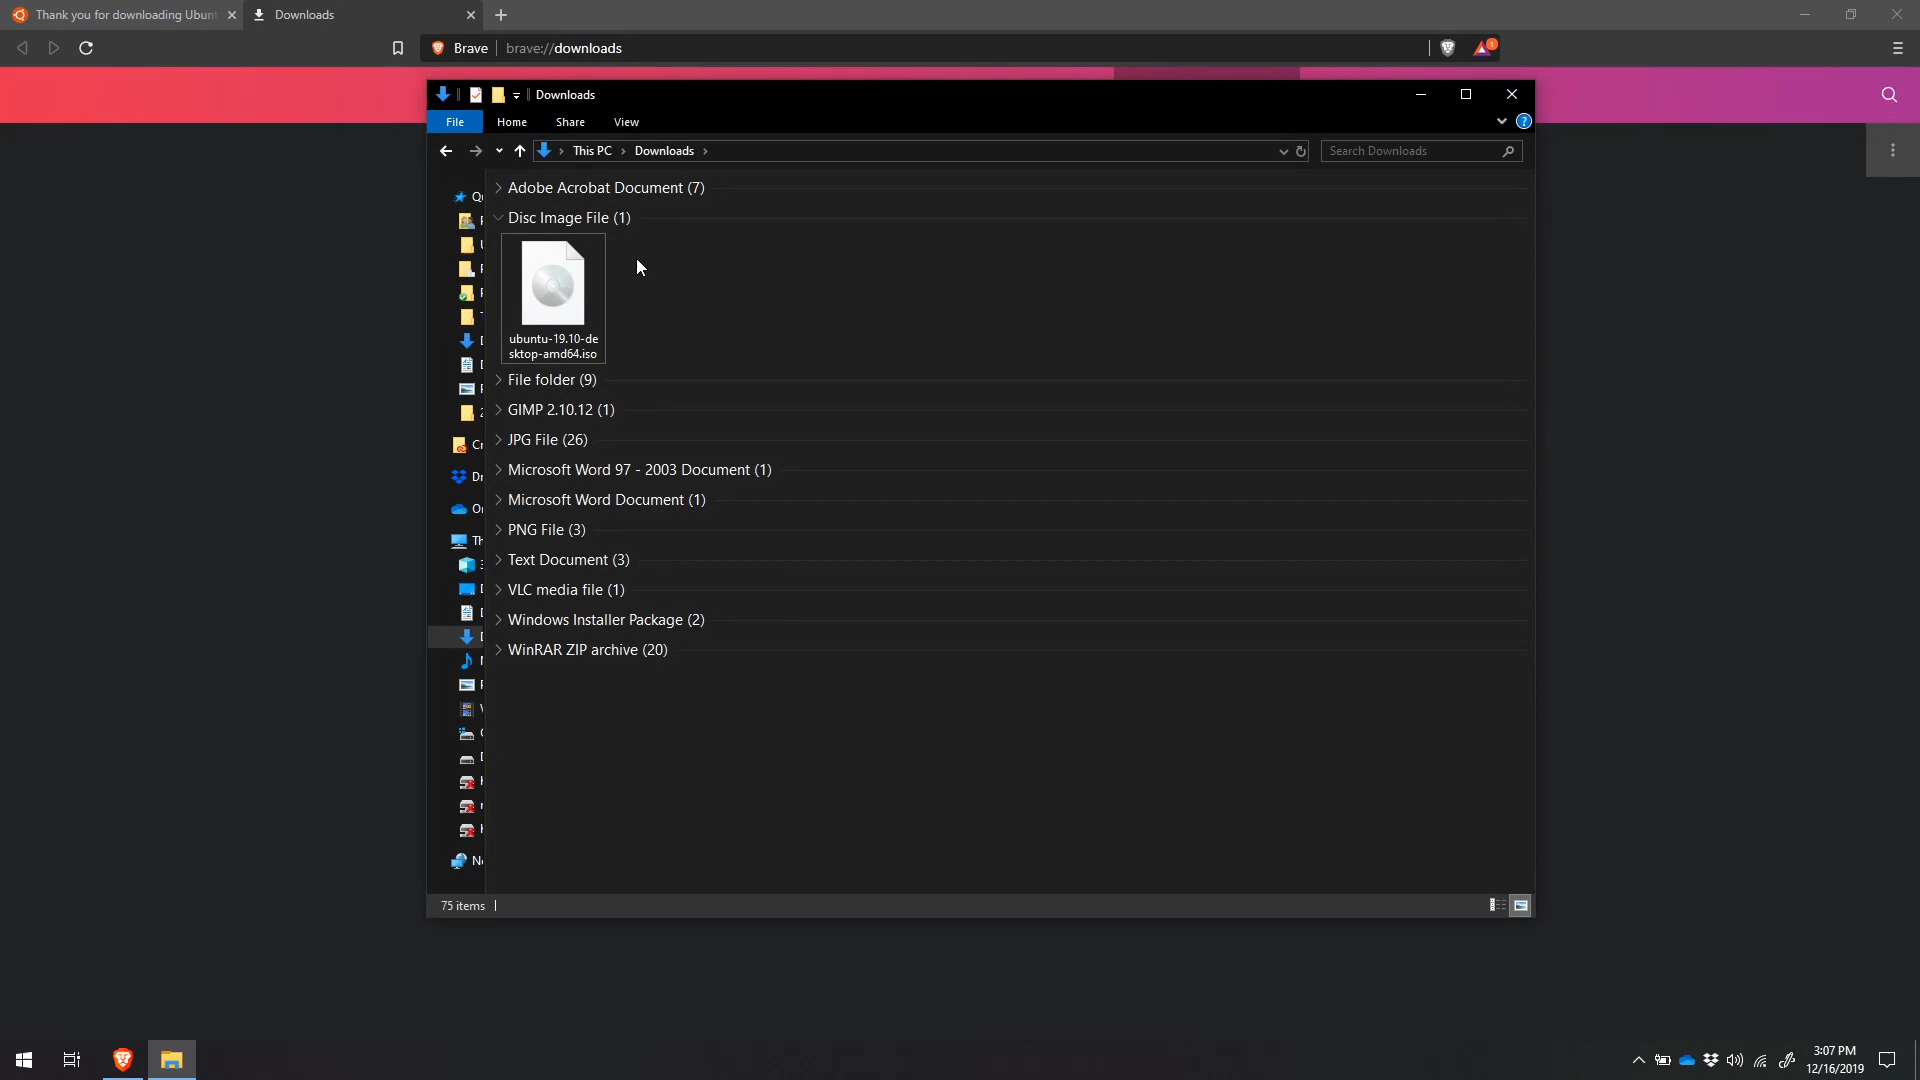 Thank you for downloading Ubunt
Downloads
Brave
brave://downloads
1
Downloads
File
Home
Share
View
This PC
Downloads
Search Downloads
Adobe Acrobat Document (7)
Disc Image File (1)
ubuntu-19.10-de
sktop-amd64.iso
File folder (9)
GIMP 2.10.12 (1)
JPG File (26)
Microsoft Word 97 - 2003 Document (1)
Microsoft Word Document (1)
PNG File (3)
Text Document (3)
VLC media file (1)
Windows Installer Package (2)
WinRAR ZIP archive (20)
75 items
3:07 PM
12/16/2019